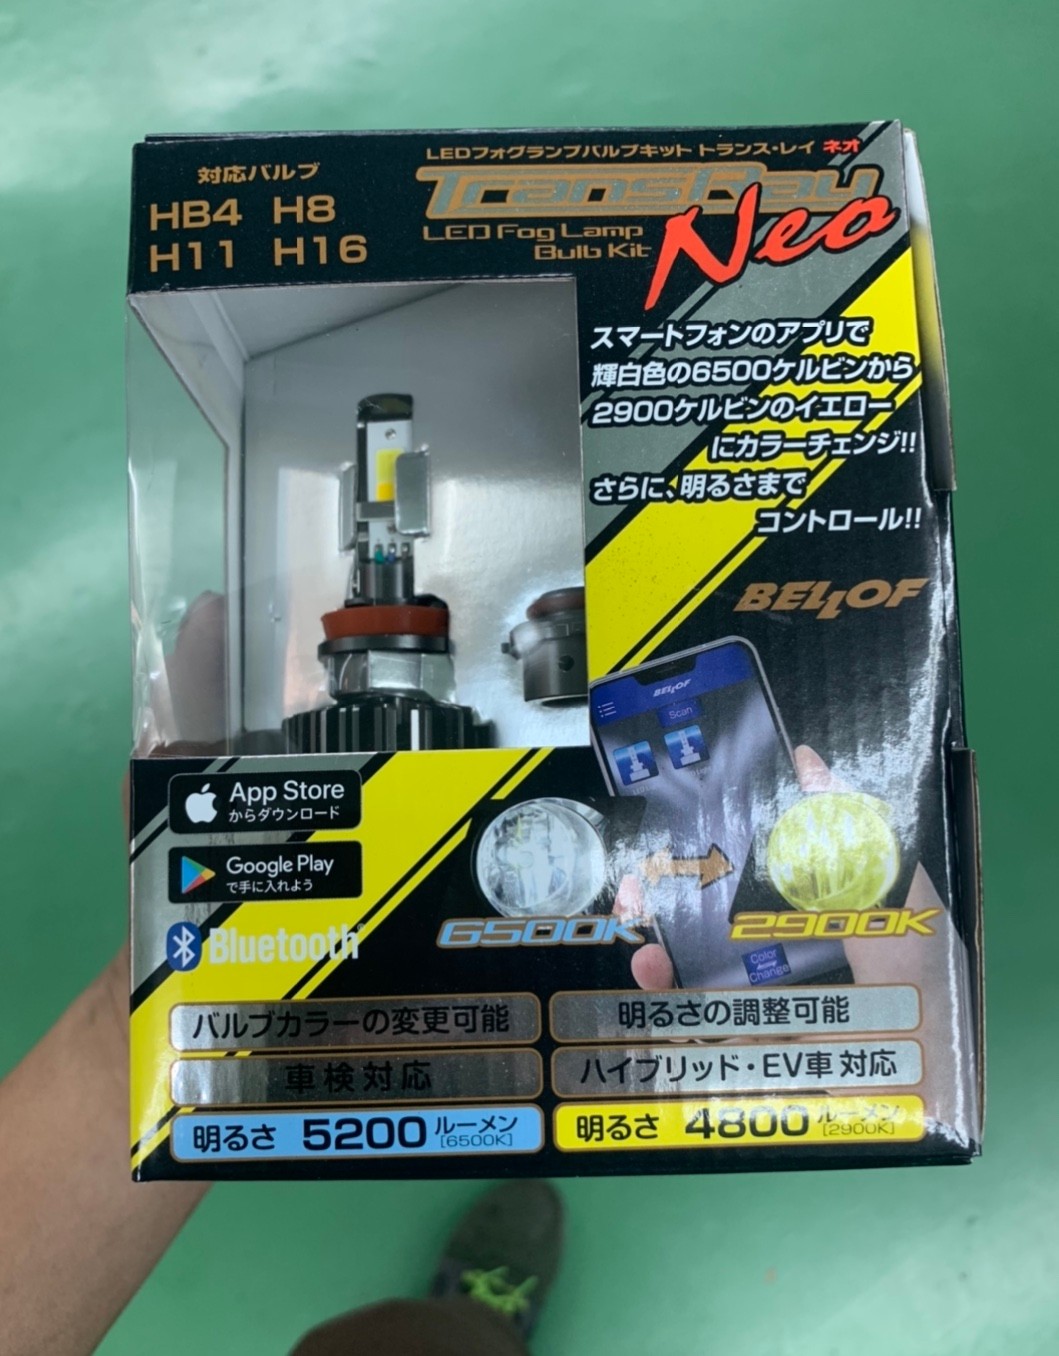 対応バルブ
HB4 H8
H11 H16
LEDフォグランプバルブキット トランス・レイ ネオ
TransRay
Neo
LED Fog Lamp
Bulb Kit
スマートフォンのアプリで
輝白色の6500ケルビンから
2900ケルビンのイエロー
にカラーチェンジ!!
さらに、明るさまで
コントロール!!
BELLOF
BELLOF
Scan
App Store
からダウンロード
Google Play
で手に入れよう
Bluetooth®
6500K
2900K
Color
Change
バルブカラーの変更可能
明るさの調整可能
車検対応
ハイブリッド・EV車対応
明るさ 5200ルーメン
[6500K]
明るさ 4800ルーメン
[2900K]